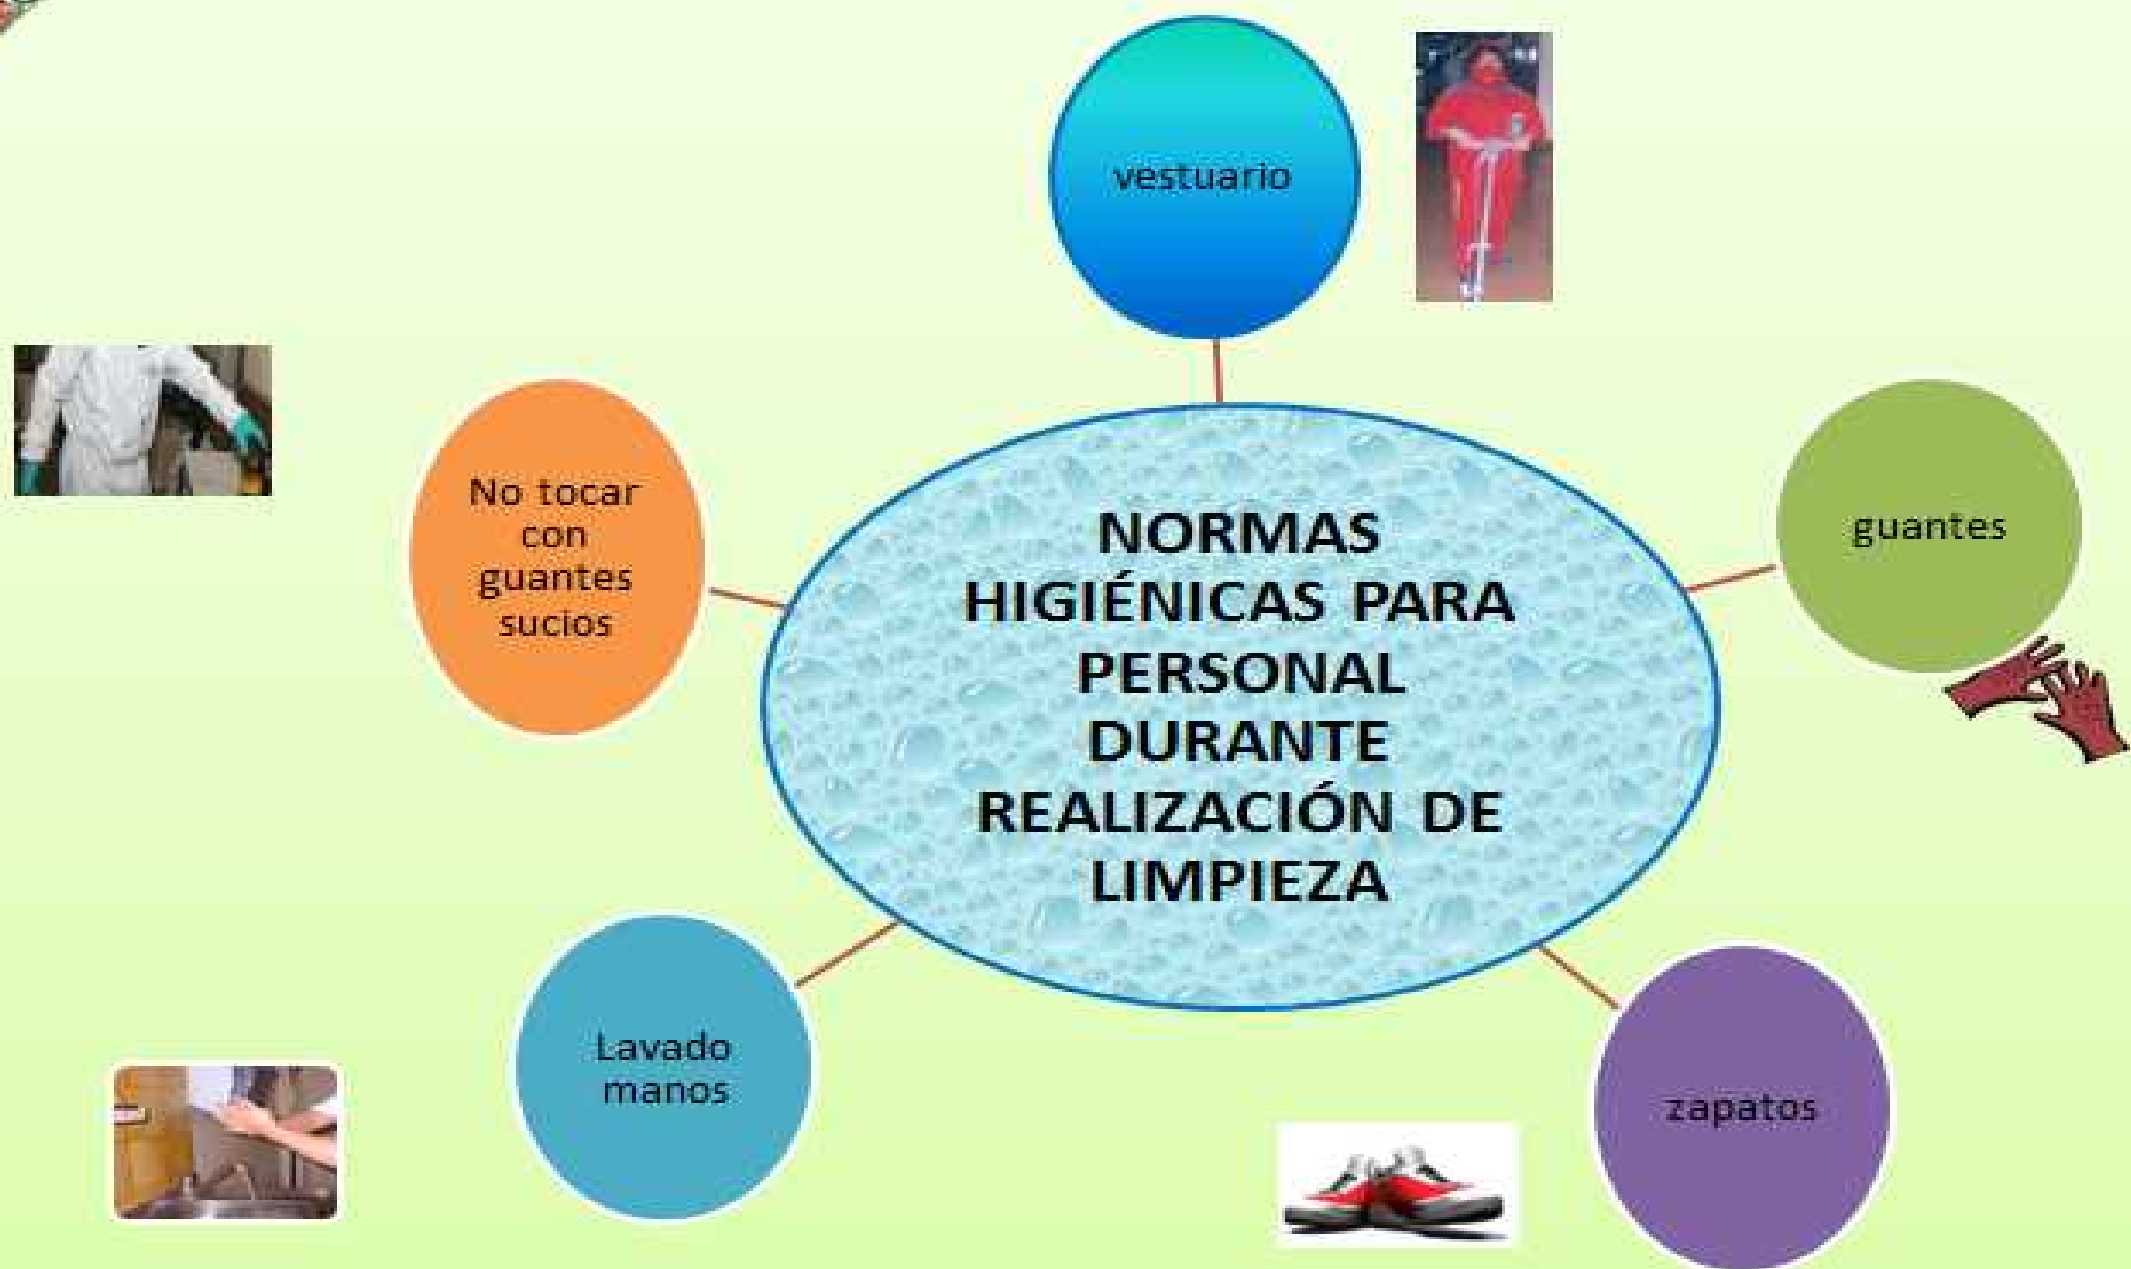 vestuario
guantes
No tocar
con
guantes
sucios
NORMAS
HIGIÉNICAS PARA
PERSONAL
DURANTE
REALIZACIÓN DE
LIMPIEZA
Lavado
manos
zapatos